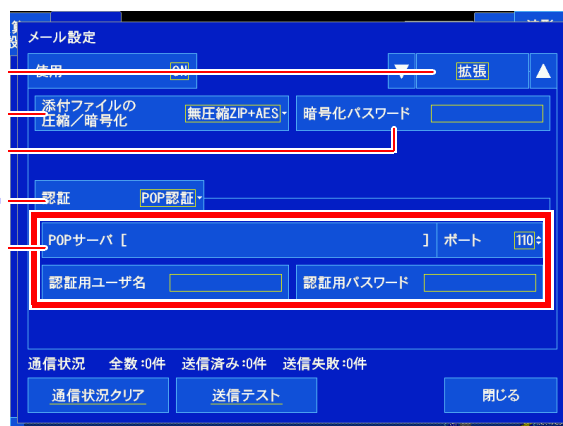 メール設定
使用 ON
▼ 拡張 ▲
添付ファイルの
圧縮／暗号化 無圧縮ZIP+AES 暗号化パスワード
認証 POP認証
POPサーバ [ ] ポート 110
認証用ユーザ名 認証用パスワード
通信状況 全数:0件 送信済み:0件 送信失敗:0件
通信状況クリア 送信テスト 閉じる